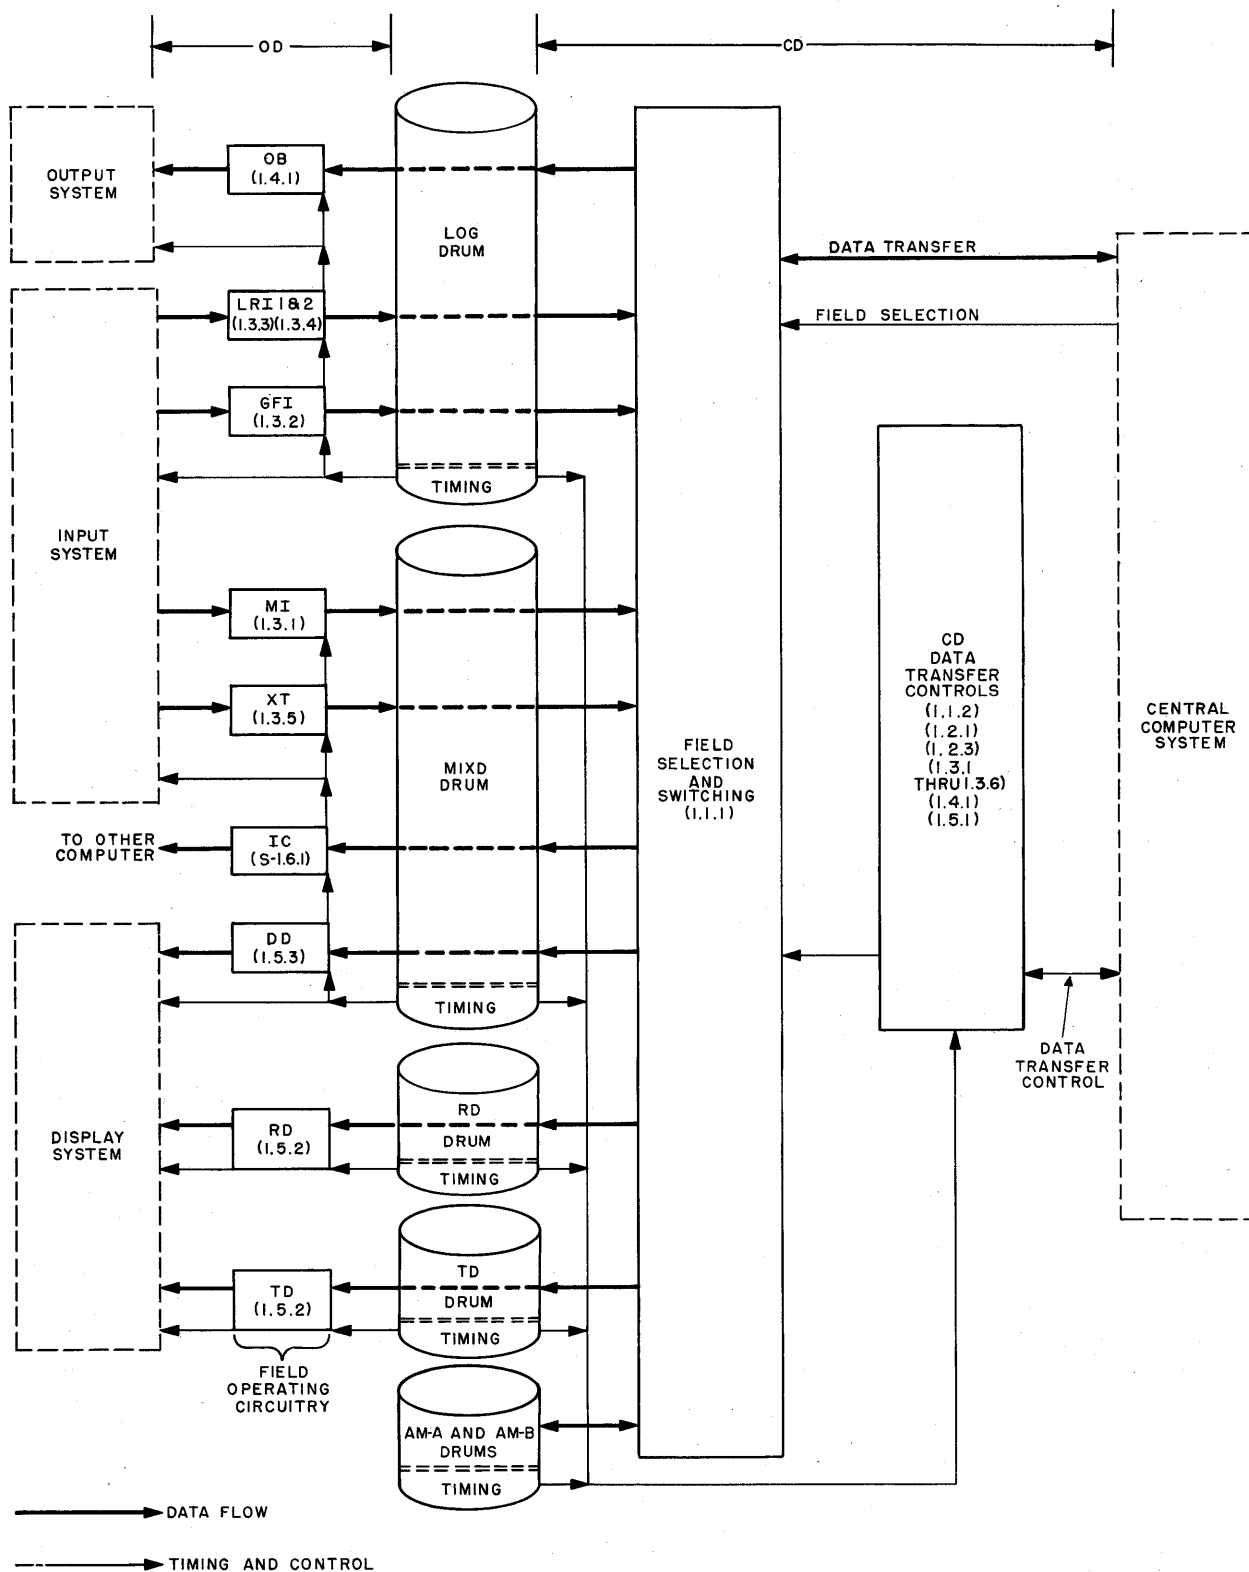 OD
CD
OUTPUT
SYSTEM
OB
(1.4.1)
LOG
DRUM
DATA TRANSFER
LRI 1&2
(1.3.3)(1.3.4)
FIELD SELECTION
GFI
(1.3.2)
TIMING
INPUT
SYSTEM
MI
(1.3.1)
XT
(1.3.5)
MIXD
DRUM
FIELD
SELECTION
AND
SWITCHING
(1.1.1)
CD
DATA
TRANSFER
CONTROLS
(1.1.2)
(1.2.1)
(1.2.3)
(1.3.1
THRU 1.3.6)
(1.4.1)
(1.5.1)
CENTRAL
COMPUTER
SYSTEM
TO OTHER
COMPUTER
IC
(S-1.6.1)
DD
(1.5.3)
TIMING
DATA
TRANSFER
CONTROL
DISPLAY
SYSTEM
RD
(1.5.2)
RD
DRUM
TIMING
TD
(1.5.2)
TD
DRUM
TIMING
FIELD
OPERATING
CIRCUITRY
AM-A AND AM-B
DRUMS
TIMING
DATA FLOW
TIMING AND CONTROL